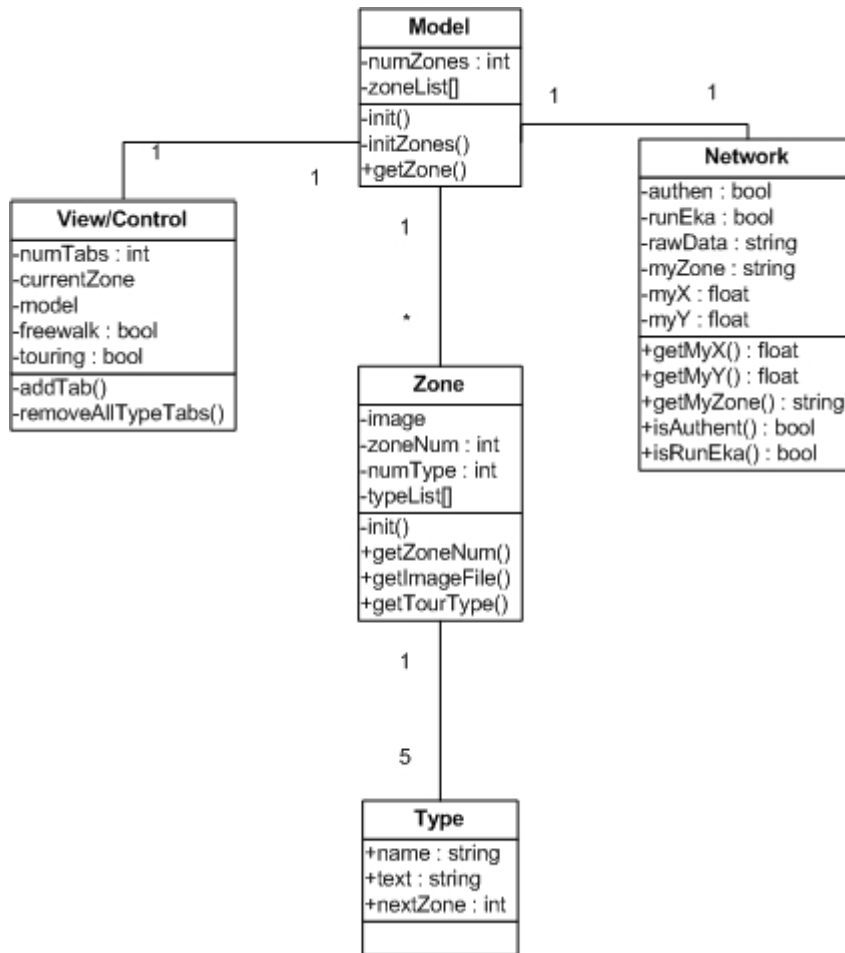 Model
-numZones : int
-zoneList[]
-init()
-initZones()
+getZone()
1
1
1
1
View/Control
-numTabs : int
-currentZone
-model
-freewalk : bool
-touring : bool
-addTab()
-removeAllTypeTabs()
Network
-authen : bool
-runEka : bool
-rawData : string
-myZone : string
-myX : float
-myY : float
+getMyX() : float
+getMyY() : float
+getMyZone() : string
+isAuthent() : bool
+isRunEka() : bool
1
*
Zone
-image
-zoneNum : int
-numType : int
-typeList[]
-init()
+getZoneNum()
+getImageFile()
+getTourType()
1
5
Type
+name : string
+text : string
+nextZone : int